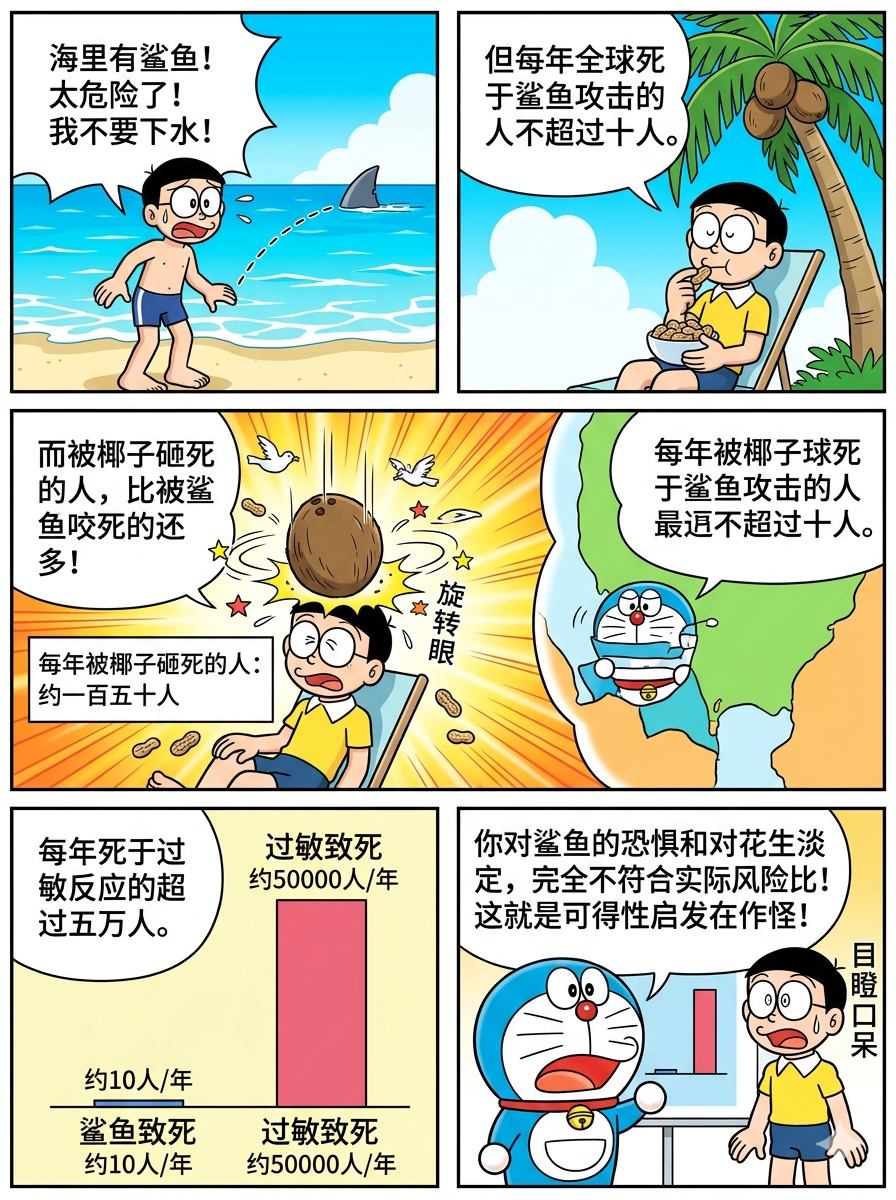 海里有鲨鱼！
太危险了！
我不要下水！
但每年全球死
于鲨鱼攻击的
人不超过十人。
而被椰子砸死
的人，比被鲨
鱼咬死的还
多！
旋转眼
每年被椰子砸死的人：
约一百五十人
每年被椰子球死
于鲨鱼攻击的人
最不超过十人。
每年死于过
敏反应的超
过五万人。
过敏致死
约50000人/年
约10人/年
鲨鱼致死
约10人/年
过敏致死
约50000人/年
你对鲨鱼的恐惧和对花生淡
定，完全不符合实际风险比！
这就是可得性启发在作怪！
目瞪口呆